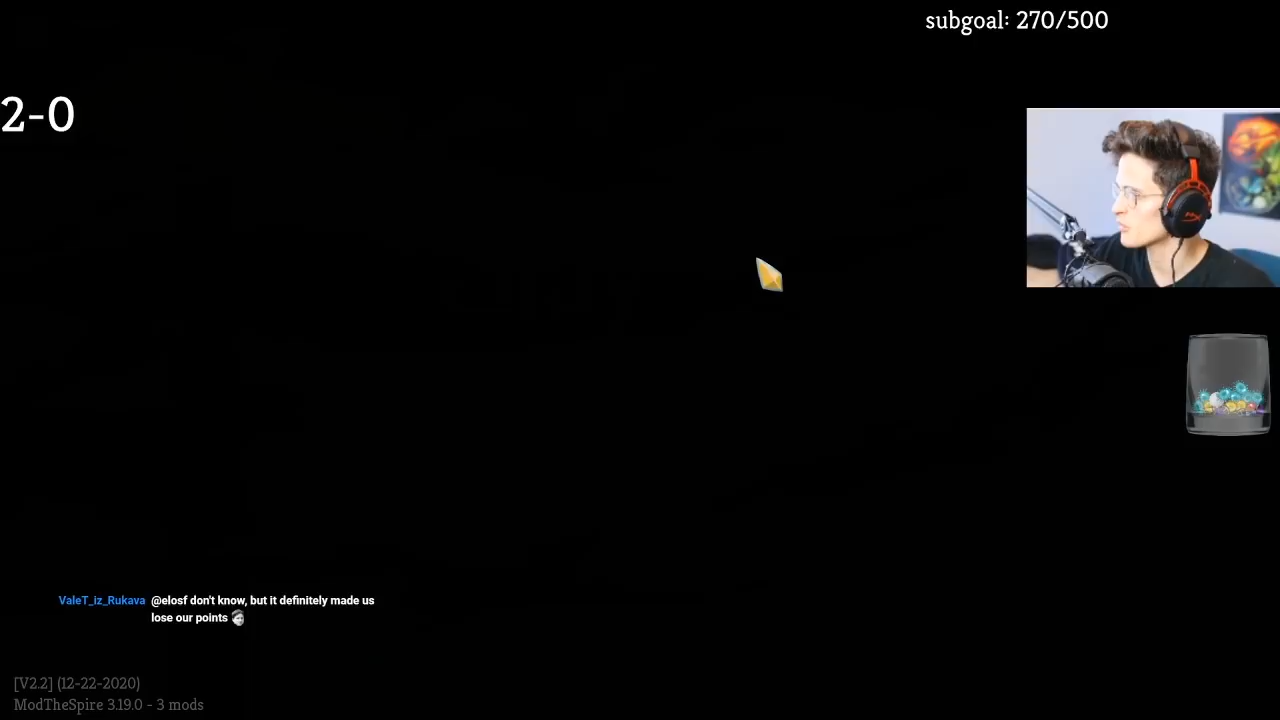 subgoal: 270/500
2-0
ValeT_iz_Rukava @elosf don't know, but it definitely made us
lose our points
[V2.2] (12-22-2020)
ModTheSpire 3.19.0 - 3 mods